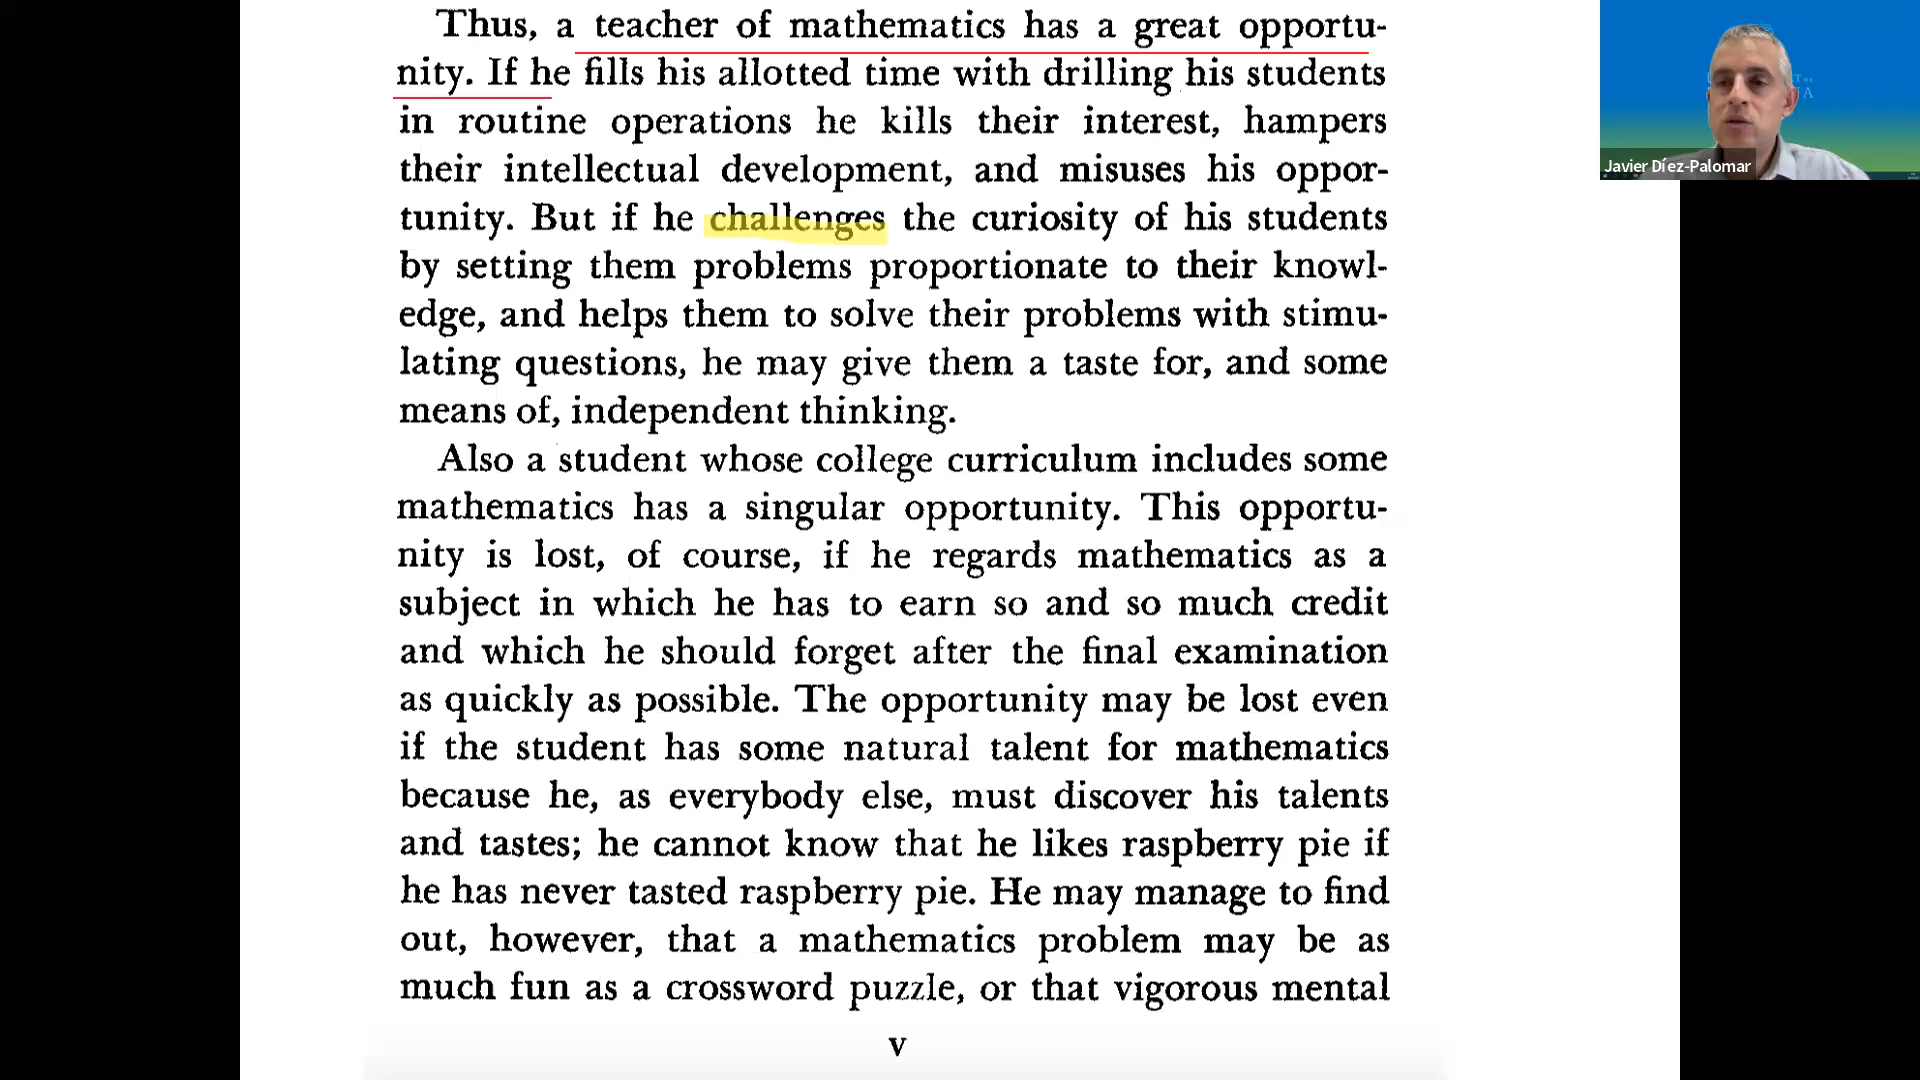 Thus, a teacher of mathematics has a great opportu-
nity. If he fills his allotted time with drilling his students
in routine operations he kills their interest, hampers
their intellectual development, and misuses his oppor-
tunity. But if he challenges the curiosity of his students
by setting them problems proportionate to their knowl-
edge, and helps them to solve their problems with stimu-
lating questions, he may give them a taste for, and some
means of, independent thinking.
Also a student whose college curriculum includes some
mathematics has a singular opportunity. This opportu-
nity is lost, of course, if he regards mathematics as a
subject in which he has to earn so and so much credit
and which he should forget after the final examination
as quickly as possible. The opportunity may be lost even
if the student has some natural talent for mathematics
because he, as everybody else, must discover his talents
and tastes; he cannot know that he likes raspberry pie if
he has never tasted raspberry pie. He may manage to find
out, however, that a mathematics problem may be as
much fun as a crossword puzzle, or that vigorous mental
v
Javier Díez-Palomar